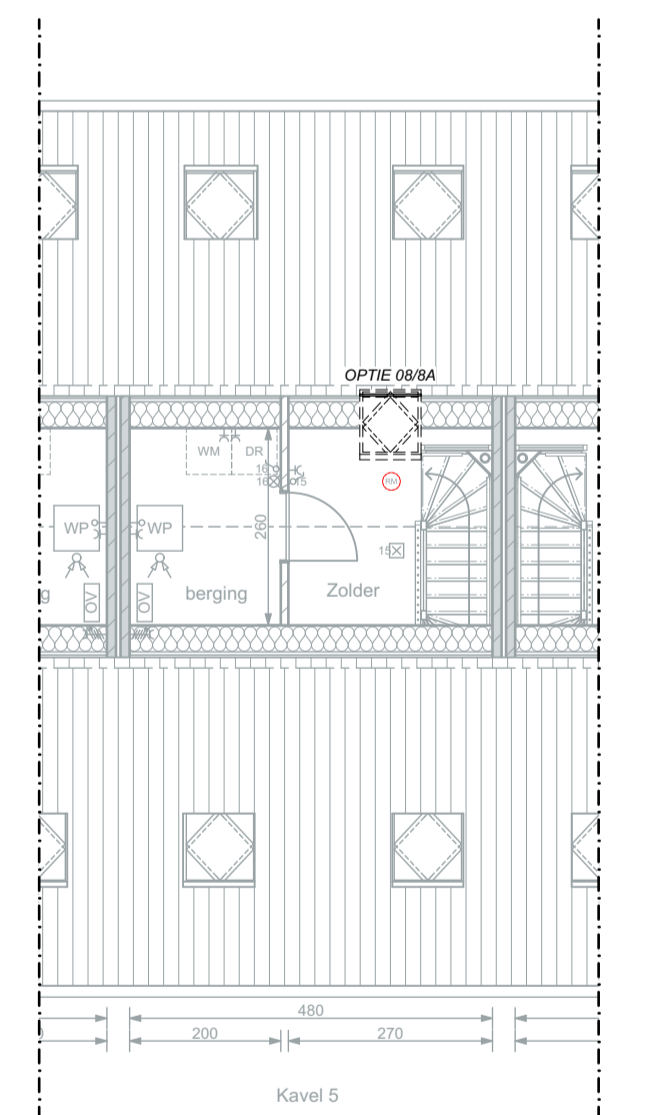 OPTIE 08/8A
WM DR
16
16 15
RM
260
WP WP
15
OV OV
g berging Zolder
480
0 200 270
Kavel 5